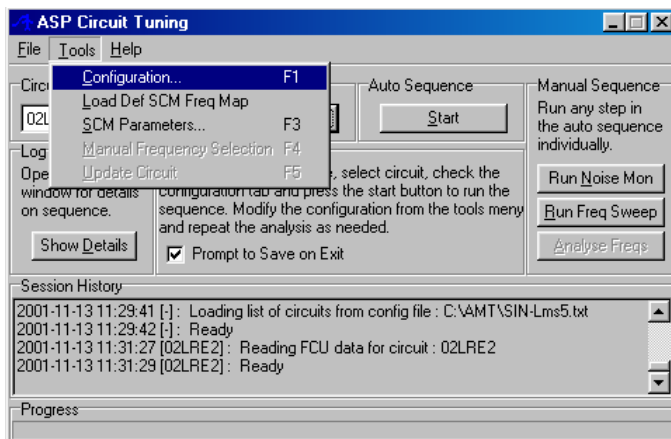 ASP Circuit Tuning
File Tools Help
Configuration... F1
Load Def SCM Freq Map
SCM Parameters... F3
Manual Frequency Selection F4
Update Circuit F5
Circu
02L
Auto Sequence
Start
Manual Sequence
Run any step in
the auto sequence
individually.
Run Noise Mon
Run Freq Sweep
Analyse Freqs
Log
Ope
window for details
on sequence.
Show Details
e, select circuit, check the
configuration tab and press the start button to run the
sequence. Modify the configuration from the tools meny
and repeat the analysis as needed.
Prompt to Save on Exit
Session History
2001-11-13 11:29:41 [-] : Loading list of circuits from config file : C:\AMT\SIN-Lms5.txt
2001-11-13 11:29:42 [-] : Ready
2001-11-13 11:31:27 [02LRE2] : Reading FCU data for circuit : 02LRE2
2001-11-13 11:31:29 [02LRE2] : Ready
Progress